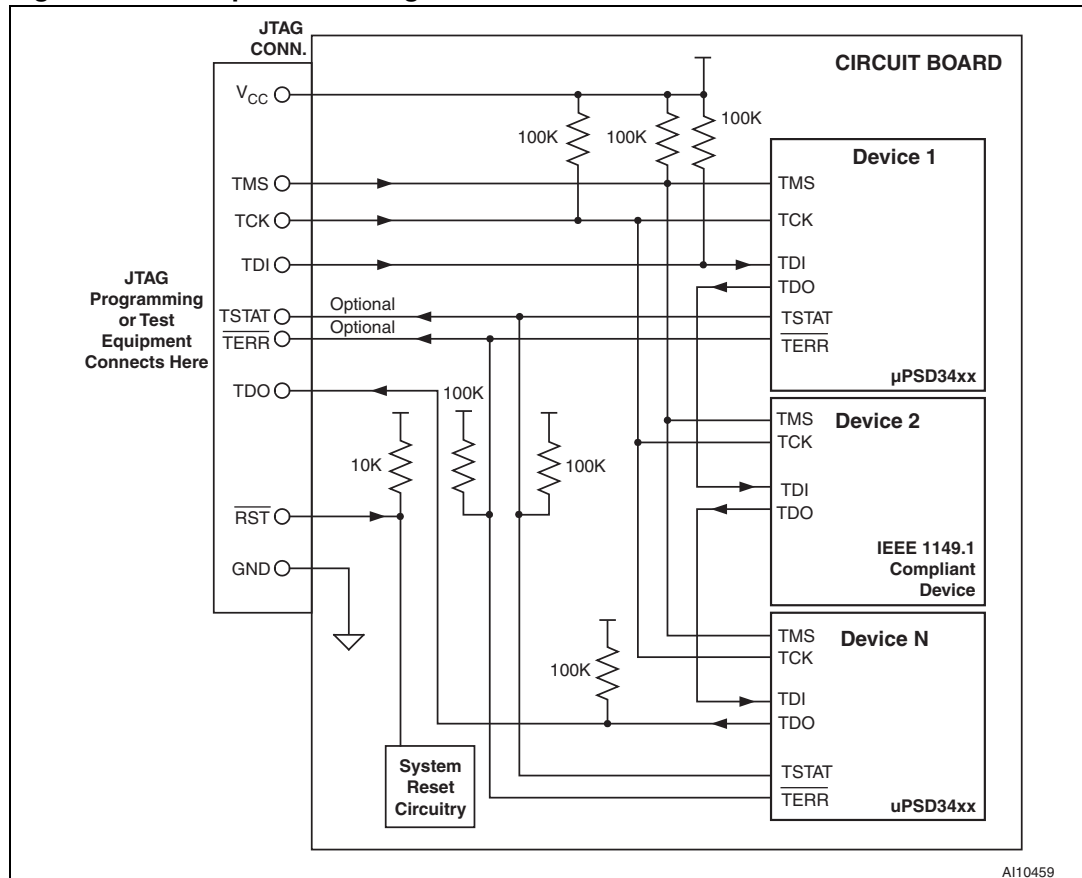 JTAG
CONN.
CIRCUIT BOARD
VCC
100K
100K
100K
Device 1
TMS
TMS
TCK
TCK
TDI
TDI
TDO
JTAG
Programming
or Test
Equipment
Connects Here
TSTAT
Optional
TSTAT
TERR
Optional
TERR
µPSD34xx
TDO
100K
TMS
Device 2
TCK
10K
100K
TDI
TDO
RST
IEEE 1149.1
Compliant
Device
GND
TMS
Device N
TCK
100K
TDI
TDO
System
Reset
Circuitry
TSTAT
TERR
uPSD34xx
AI10459